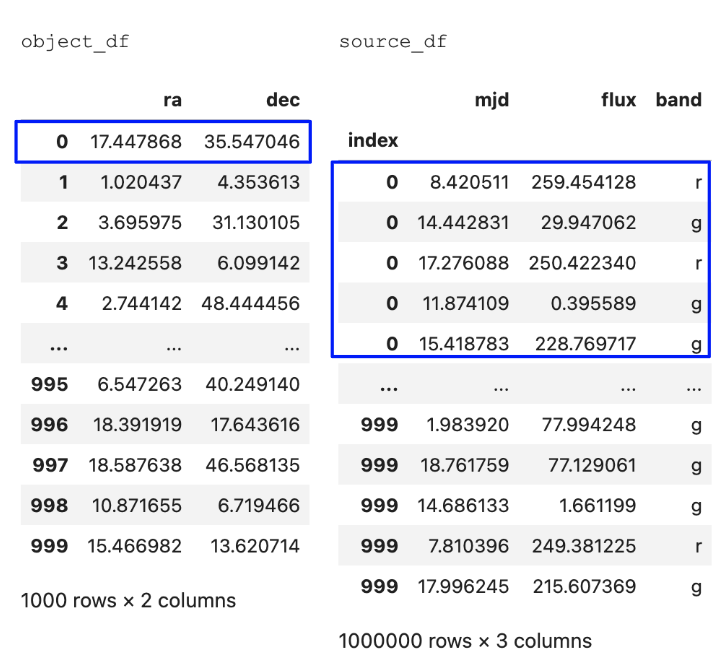 object_df
ra dec
0 17.447868 35.547046
1 1.020437 4.353613
2 3.695975 31.130105
3 13.242558 6.099142
4 2.744142 48.444456
... ... ...
995 6.547263 40.249140
996 18.391919 17.643616
997 18.587638 46.568135
998 10.871655 6.719466
999 15.466982 13.620714
1000 rows × 2 columns
source_df
mjd flux band
index
0 8.420511 259.454128 r
0 14.442831 29.947062 g
0 17.276088 250.422340 r
0 11.874109 0.395589 g
0 15.418783 228.769717 g
... ... ... ...
999 1.983920 77.994248 g
999 18.761759 77.129061 g
999 14.686133 1.661199 g
999 7.810396 249.381225 r
999 17.996245 215.607369 g
1000000 rows × 3 columns